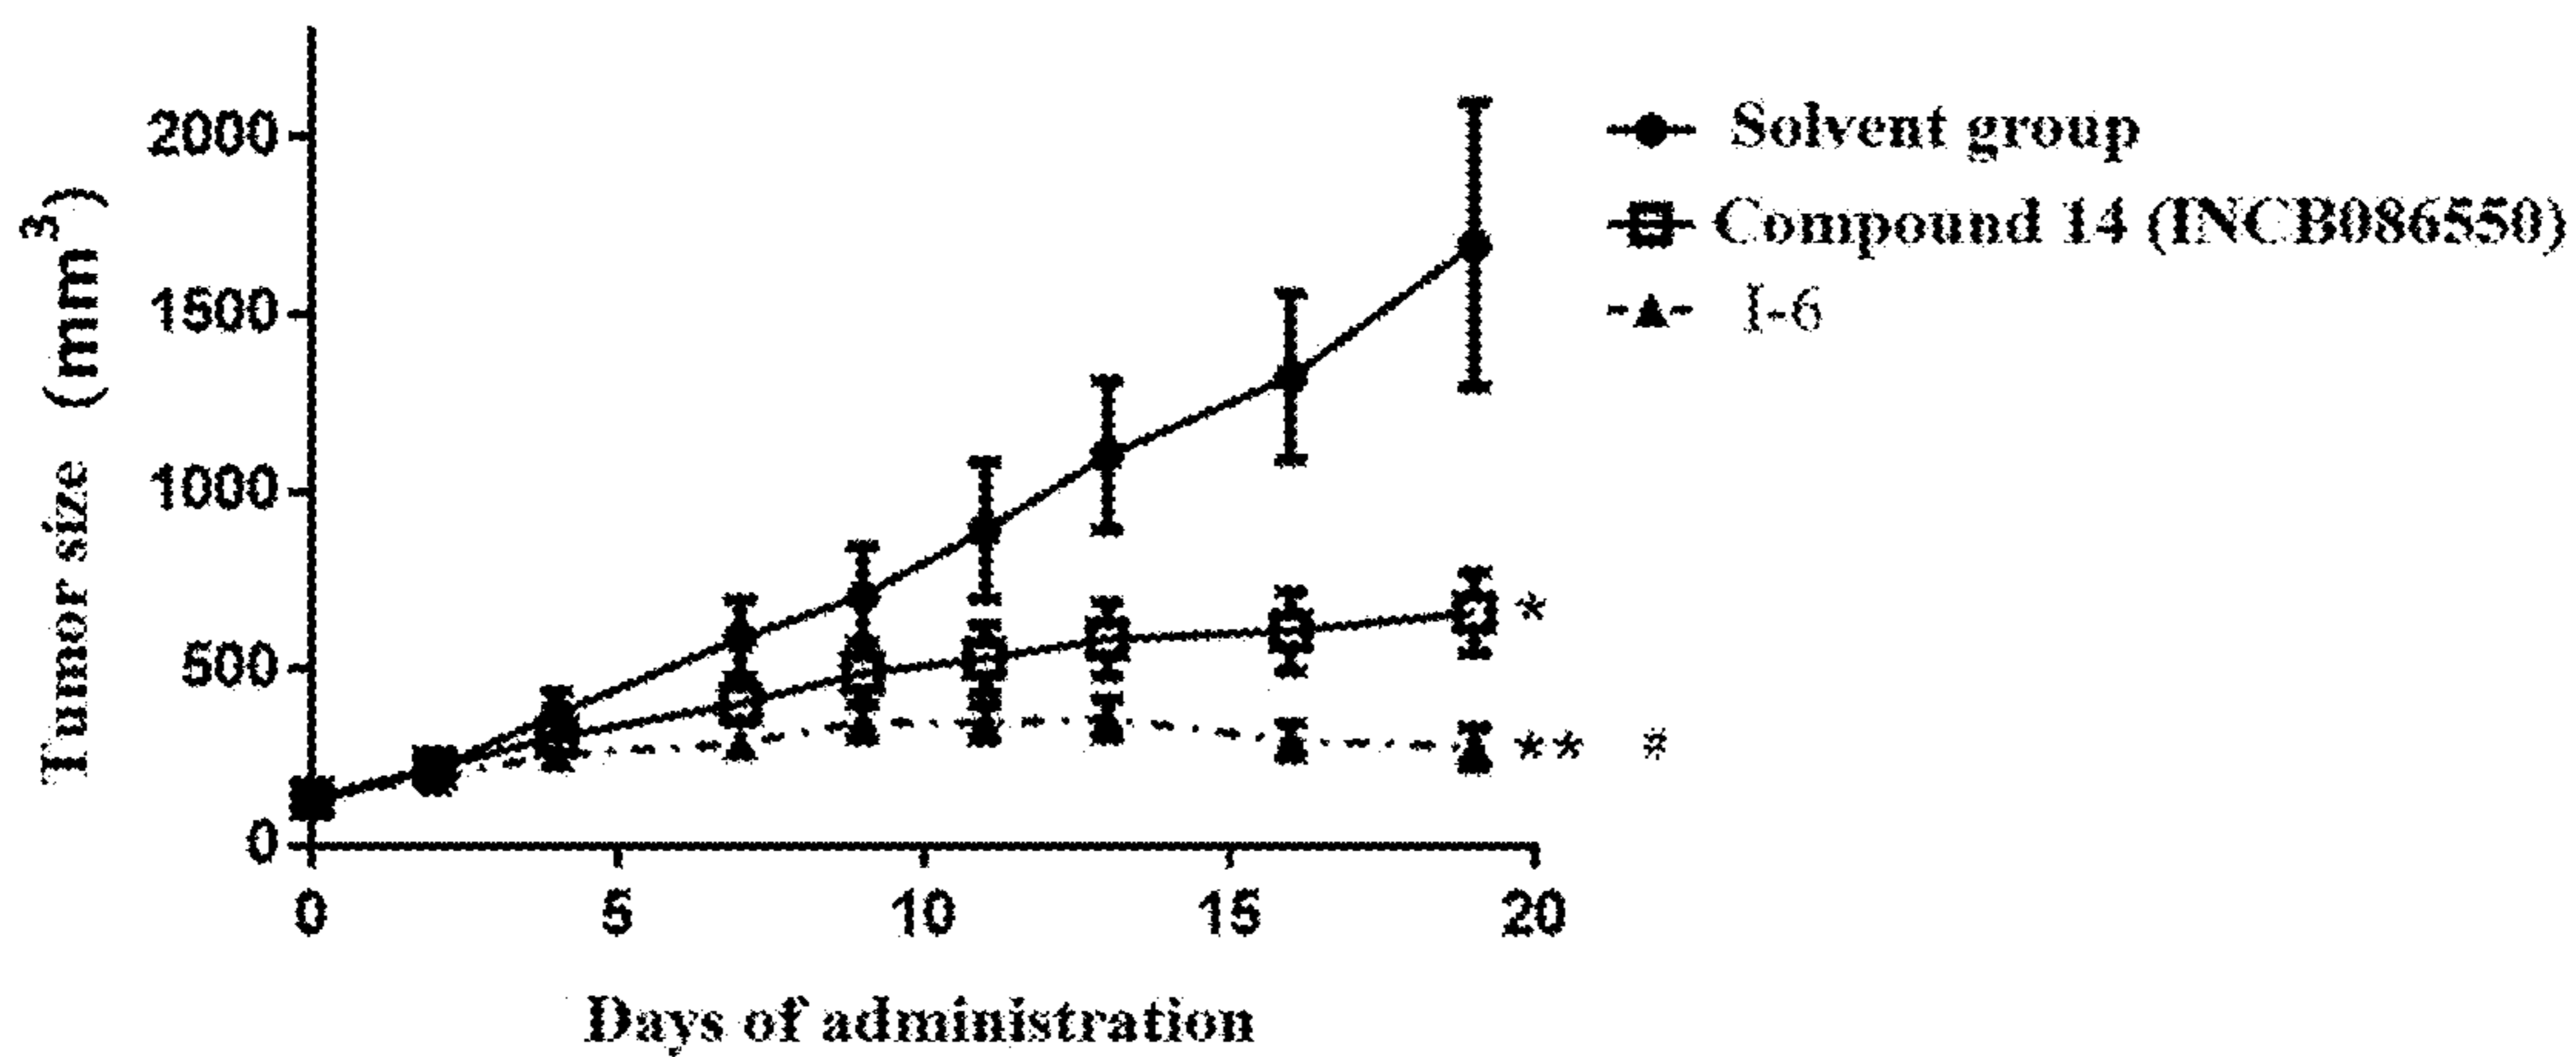 Tumor size (mm³)
2000
1500
1000
500
0
0 5 10 15 20
Days of administration
Solvent group
Compound 14 (INCB086550)
I-6
*
** #